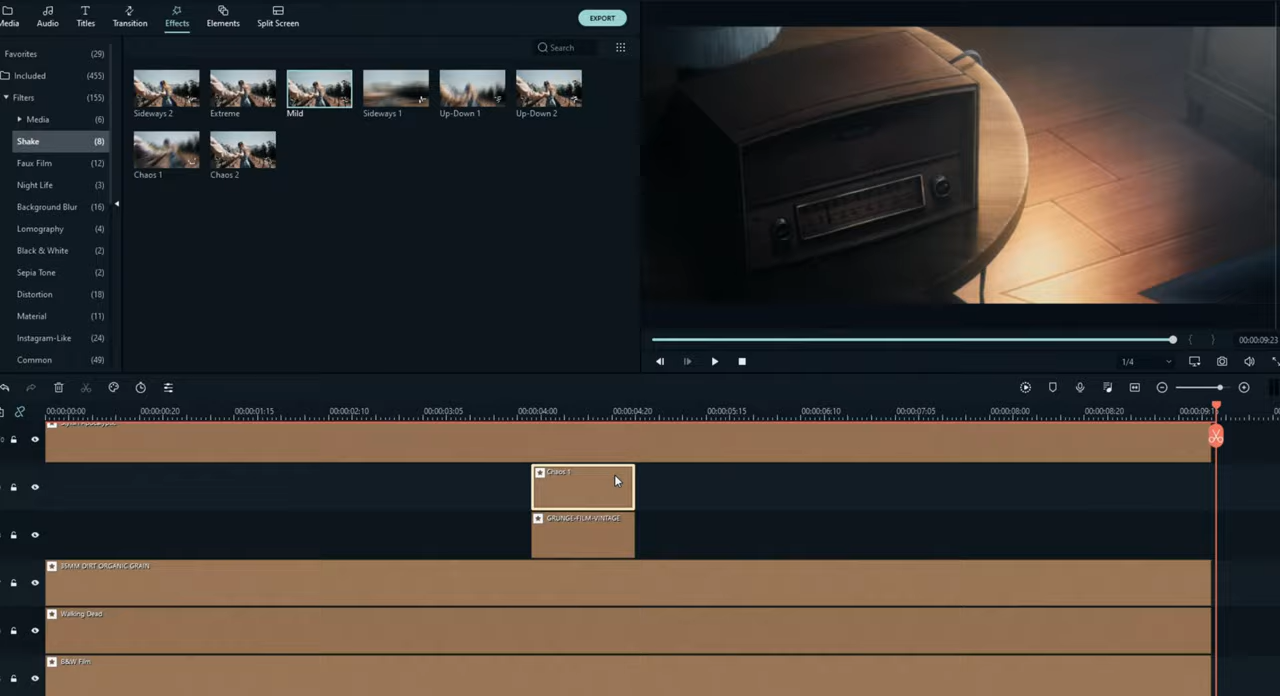 Media Audio Titles Transition Effects Elements Split Screen EXPORT
Favorites (29)
Search
Included (455)
Filters (155)
Media (6)
Shake (8)
Faux Film (12)
Night Life (3)
Background Blur (16)
Lomography (4)
Black & White (2)
Sepia Tone (2)
Distortion (18)
Material (11)
Instagram-Like (24)
Common (49)
Sideways 2 Extreme Mild Sideways 1 Up-Down 1 Up-Down 2
Chaos 1 Chaos 2
00:00:09:23
1/4
00:00:00:00 00:00:00:20 00:00:01:15 00:00:02:10 00:00:03:05 00:00:04:00 00:00:04:20 00:00:05:15 00:00:06:10 00:00:07:05 00:00:08:00 00:00:08:20 00:00:09:1
Chaos 1
GRUNGE-FILM-VINTAGE
35MM DIRT ORGANIC GRAIN
Walking Dead
B&W Film